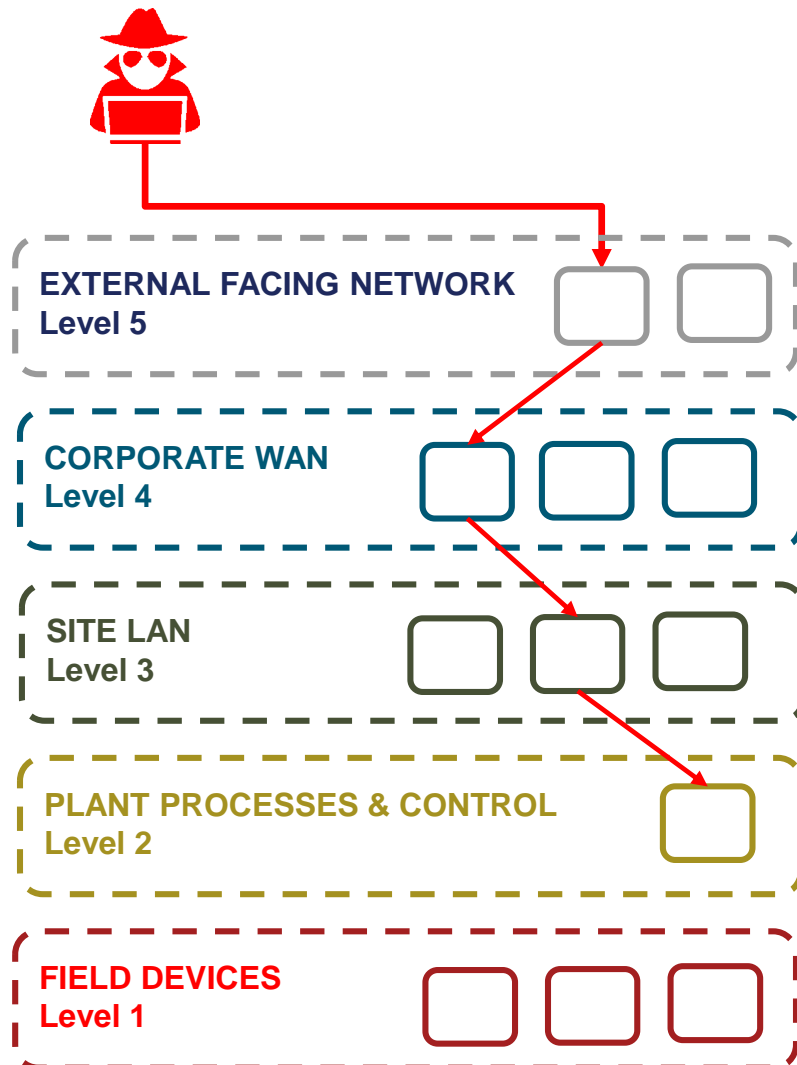 EXTERNAL FACING NETWORK
Level 5
CORPORATE WAN
Level 4
SITE LAN
Level 3
PLANT PROCESSES & CONTROL
Level 2
FIELD DEVICES
Level 1